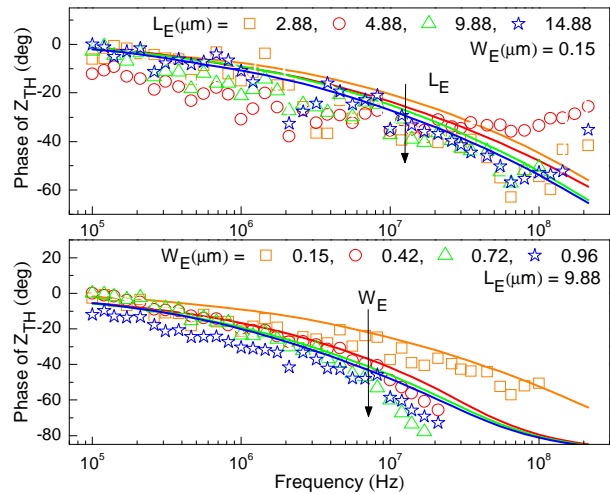 L_E(μm) = 2.88, 4.88, 9.88, 14.88
W_E(μm) = 0.15
L_E
Phase of Z_TH (deg)
0
-20
-40
-60
10^5 10^6 10^7 10^8
W_E(μm) = 0.15, 0.42, 0.72, 0.96
L_E(μm) = 9.88
W_E
Phase of Z_TH (deg)
0
-20
-40
-60
-80
10^5 10^6 10^7 10^8
Frequency (Hz)